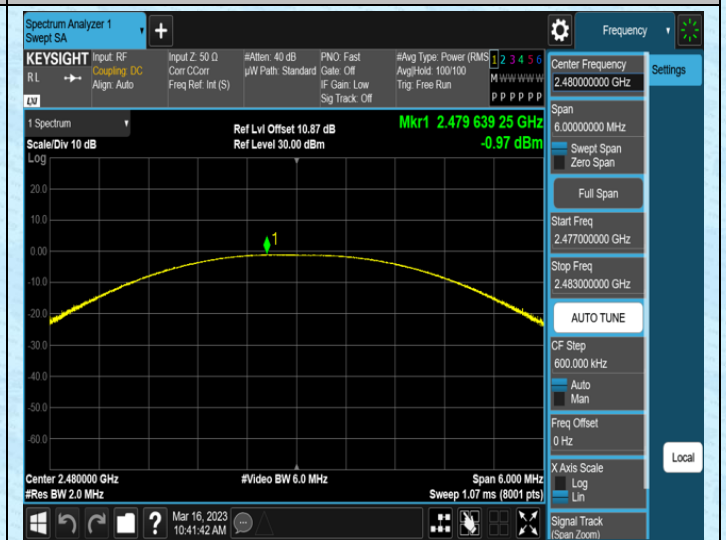 Spectrum Analyzer 1
Swept SA
Frequency
KEYSIGHT
RL
LXI
Input: RF
Coupling: DC
Align: Auto
Input Z: 50 Ω
Corr CCorr
Freq Ref: Int (S)
#Atten: 40 dB
µW Path: Standard
PNO: Fast
Gate: Off
IF Gain: Low
Sig Track: Off
#Avg Type: Power (RMS
Avg|Hold: 100/100
Trig: Free Run
1 2 3 4 5 6
M W W W W W
P P P P P P
1 Spectrum
Scale/Div 10 dB
Log
Ref Lvl Offset 10.87 dB
Ref Level 30.00 dBm
Mkr1 2.479 639 25 GHz
-0.97 dBm
20.0
10.0
0.00
-10.0
-20.0
-30.0
-40.0
-50.0
-60.0
1
Center 2.480000 GHz
#Res BW 2.0 MHz
#Video BW 6.0 MHz
Span 6.000 MHz
Sweep 1.07 ms (8001 pts)
Center Frequency
2.480000000 GHz
Settings
Span
6.00000000 MHz
Swept Span
Zero Span
Full Span
Start Freq
2.477000000 GHz
Stop Freq
2.483000000 GHz
AUTO TUNE
CF Step
600.000 kHz
Auto
Man
Freq Offset
0 Hz
Local
X Axis Scale
Log
Lin
Signal Track
(Span Zoom)
?
Mar 16, 2023
10:41:42 AM